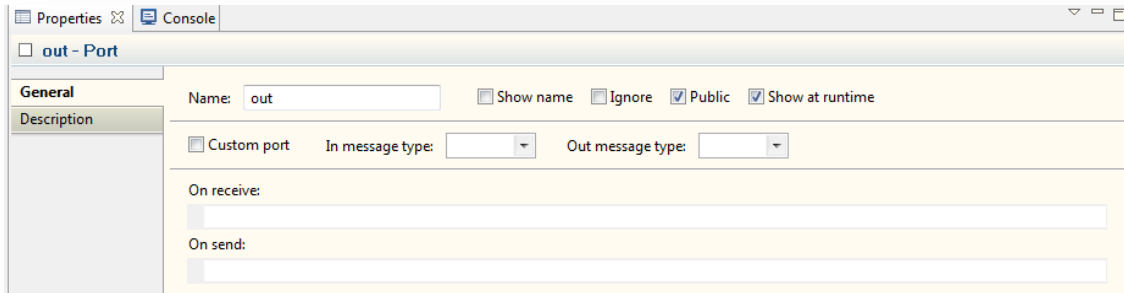 Properties Console
out - Port
General
Name: out Show name Ignore Public Show at runtime
Description
Custom port In message type: Out message type:
On receive:
On send: